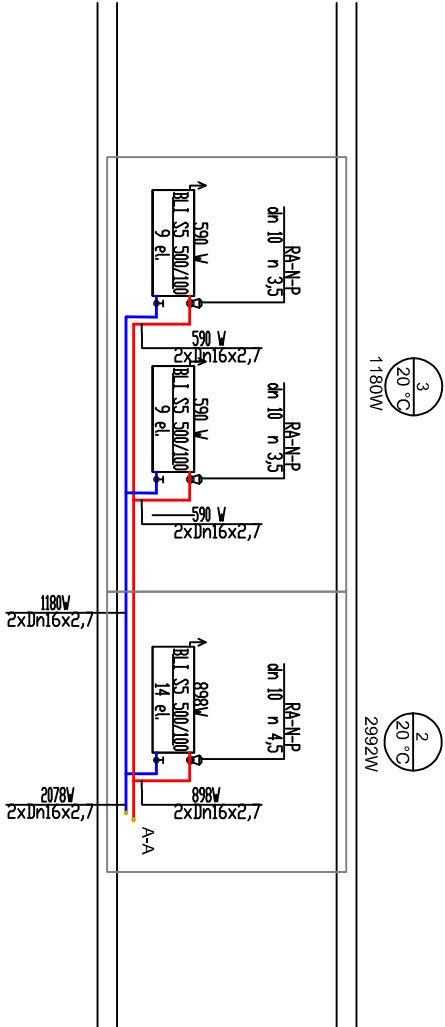 RA-N-P
dn 10 n 3,5
590 W
BLI S5 500/100
9 el.
590 W
2xDn16x2,7
3
20 °C
1180W
RA-N-P
dn 10 n 3,5
590 W
BLI S5 500/100
9 el.
590 W
2xDn16x2,7
1180W
2xDn16x2,7
RA-N-P
dn 10 n 4,5
898W
BLI S5 500/100
14 el.
2
20 °C
2992W
898W
2xDn16x2,7
2078W
2xDn16x2,7
A-A